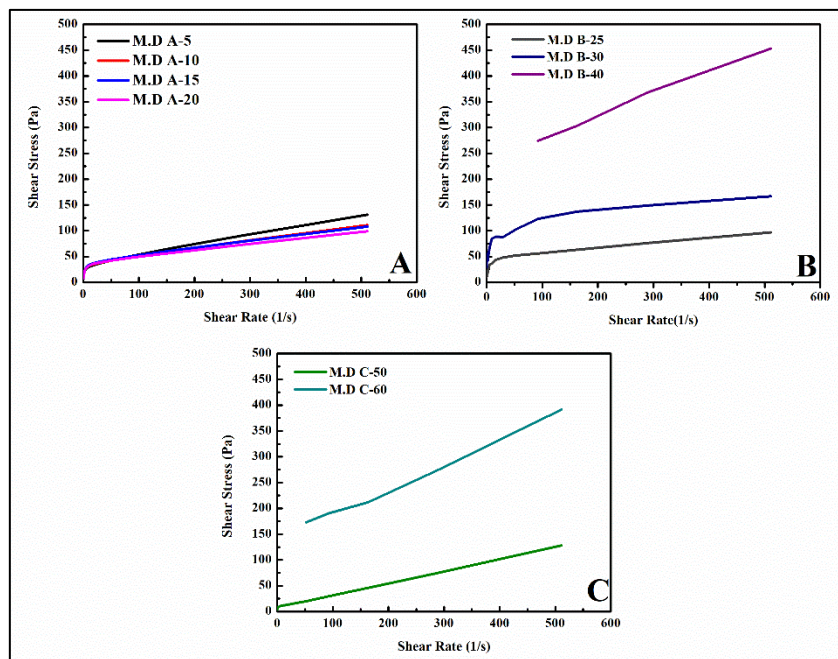 500
450
400
350
300
250
200
150
100
50
0
Shear Stress (Pa)
M.D A-5
M.D A-10
M.D A-15
M.D A-20
A
0 100 200 300 400 500 600
Shear Rate (1/s)
500
450
400
350
300
250
200
150
100
50
0
Shear Stress (Pa)
M.D B-25
M.D B-30
M.D B-40
B
0 100 200 300 400 500 600
Shear Rate(1/s)
500
450
400
350
300
250
200
150
100
50
0
Shear Stress (Pa)
M.D C-50
M.D C-60
C
0 100 200 300 400 500 600
Shear Rate (1/s)